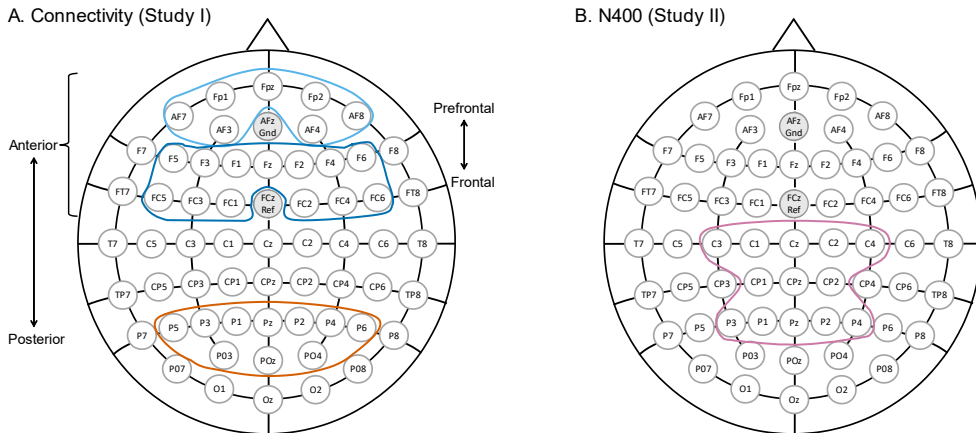 A. Connectivity (Study I)
Anterior
Posterior
Prefrontal
Frontal
Fpz
Fp1 Fp2
AF7 AF3 AFz AF4 AF8
Gnd
F7 F5 F3 F1 Fz F2 F4 F6 F8
FT7 FC5 FC3 FC1 FCz FC2 FC4 FC6 FT8
Ref
T7 C5 C3 C1 Cz C2 C4 C6 T8
TP7 CP5 CP3 CP1 CPz CP2 CP4 CP6 TP8
P7 P5 P3 P1 Pz P2 P4 P6 P8
P03 POz PO4
P07 P08
O1 Oz O2
B. N400 (Study II)
Fpz
Fp1 Fp2
AF7 AF3 AFz AF4 AF8
Gnd
F7 F5 F3 F1 Fz F2 F4 F6 F8
FT7 FC5 FC3 FC1 FCz FC2 FC4 FC6 FT8
Ref
T7 C5 C3 C1 Cz C2 C4 C6 T8
TP7 CP5 CP3 CP1 CPz CP2 CP4 CP6 TP8
P7 P5 P3 P1 Pz P2 P4 P6 P8
P03 POz PO4
P07 P08
O1 Oz O2